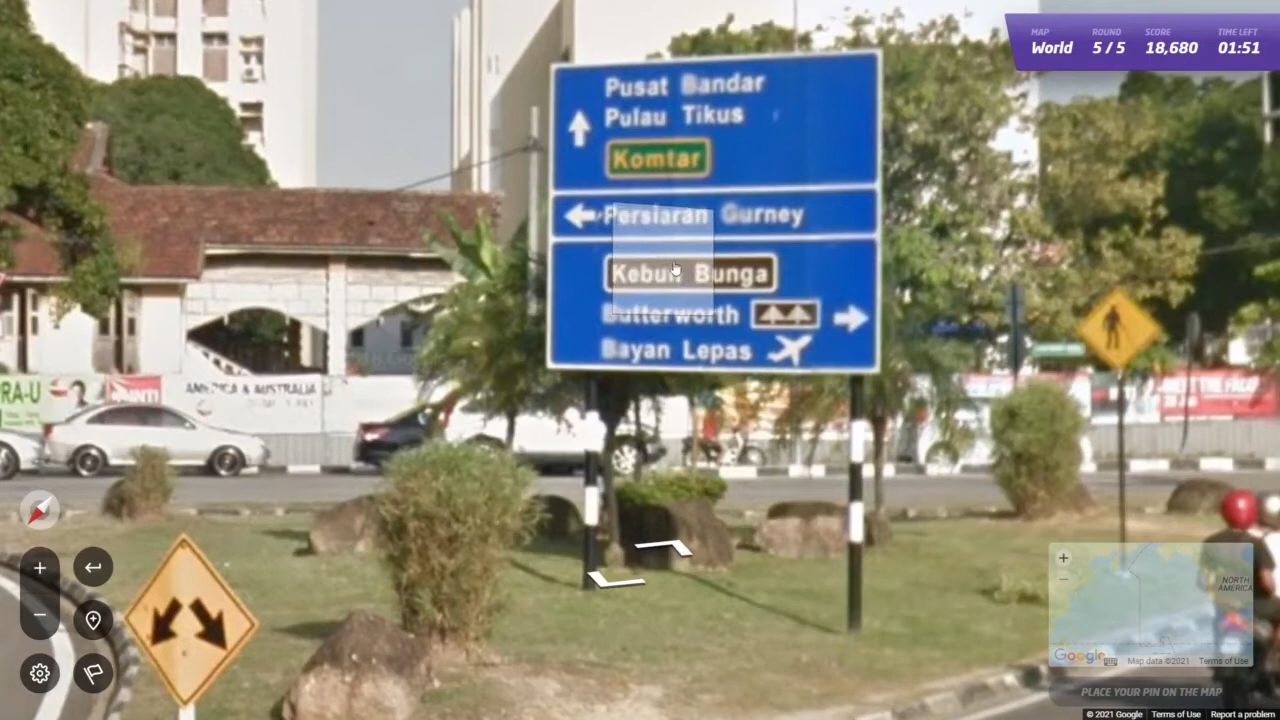 MAP
World
ROUND
5 / 5
SCORE
18,680
TIME LEFT
01:51
Pusat Bandar
Pulau Tikus
Komtar
Persiaran Gurney
Kebun Bunga
Butterworth
Bayan Lepas
RA-U
AMERICA & AUSTRALIA
NORTH
AMERICA
Google
Map data ©2021
Terms of Use
PLACE YOUR PIN ON THE MAP
© 2021 Google
Terms of Use
Report a problem